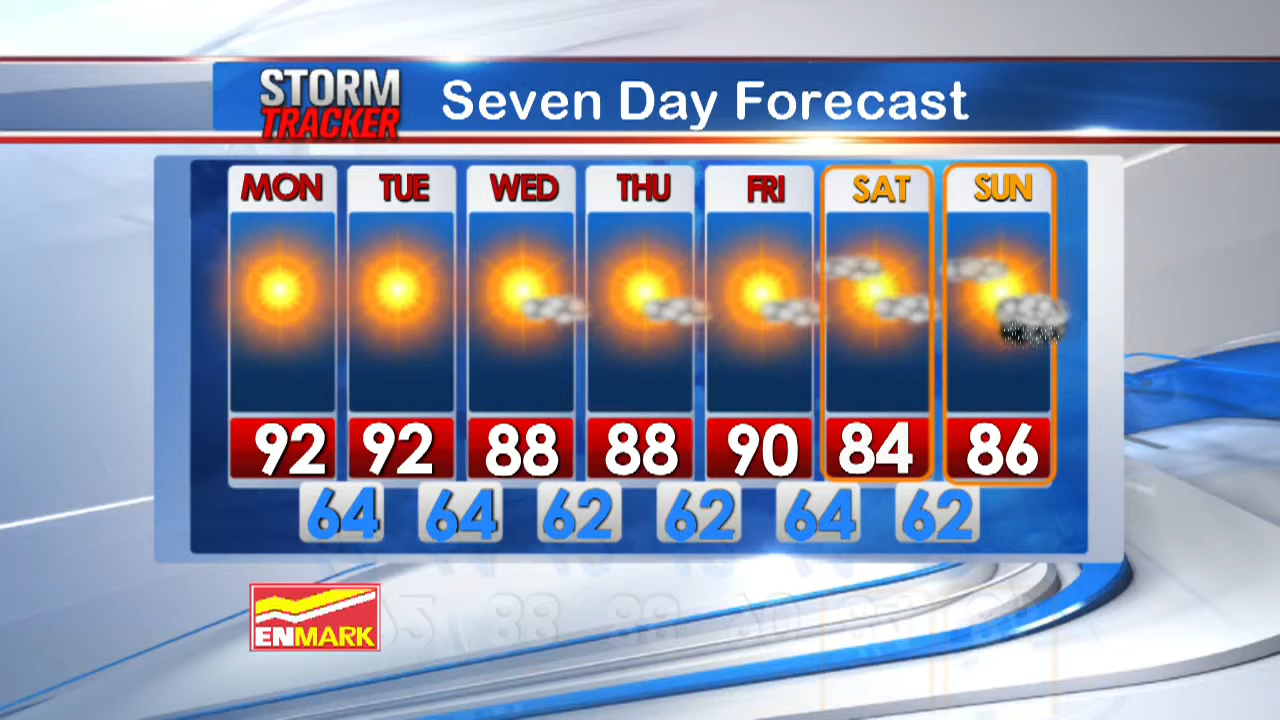 STORM
TRACKER
Seven Day Forecast
MON TUE WED THU FRI SAT SUN
92 92 88 88 90 84 86
64 64 62 62 64 62
ENMARK